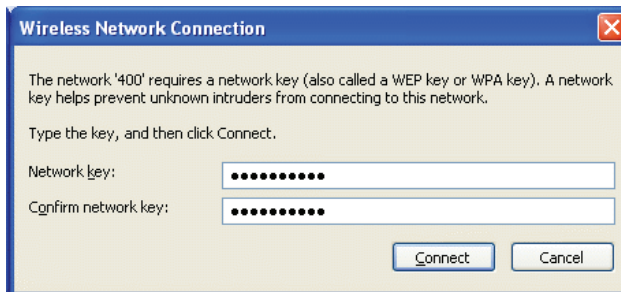 Wireless Network Connection
The network '400' requires a network key (also called a WEP key or WPA key). A network
key helps prevent unknown intruders from connecting to this network.
Type the key, and then click Connect.
Network key: ••••••••••
Confirm network key: ••••••••••
Connect Cancel